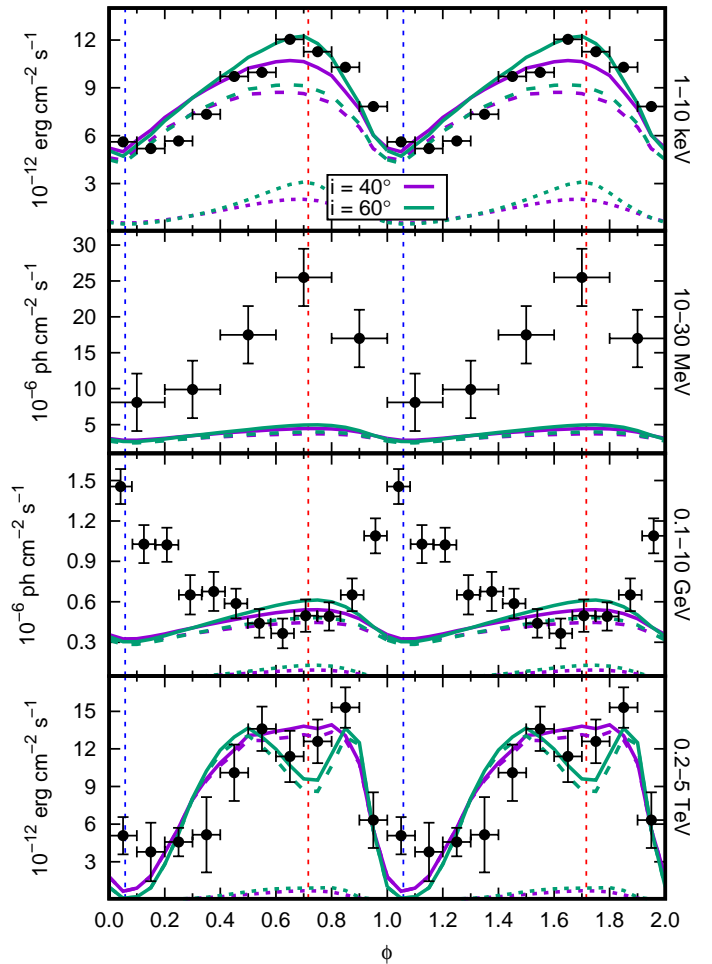 12
9
6
3
10⁻¹² erg cm⁻² s⁻¹
1−10 keV
i = 40°
i = 60°
30
25
20
15
10
5
10⁻⁶ ph cm⁻² s⁻¹
10−30 MeV
1.5
1.2
0.9
0.6
0.3
10⁻⁶ ph cm⁻² s⁻¹
0.1−10 GeV
15
12
9
6
3
10⁻¹² erg cm⁻² s⁻¹
0.2−5 TeV
0.0 0.2 0.4 0.6 0.8 1.0 1.2 1.4 1.6 1.8 2.0
ϕ